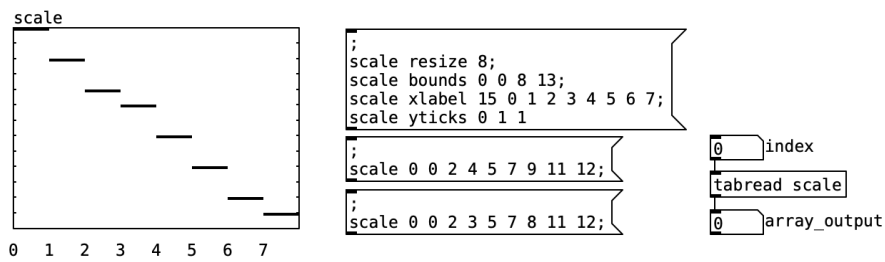 scale
0 1 2 3 4 5 6 7
;
scale resize 8;
scale bounds 0 0 8 13;
scale xlabel 15 0 1 2 3 4 5 6 7;
scale yticks 0 1 1
;
scale 0 0 2 4 5 7 9 11 12;
;
scale 0 0 2 3 5 7 8 11 12;
0 index
tabread scale
0 array_output